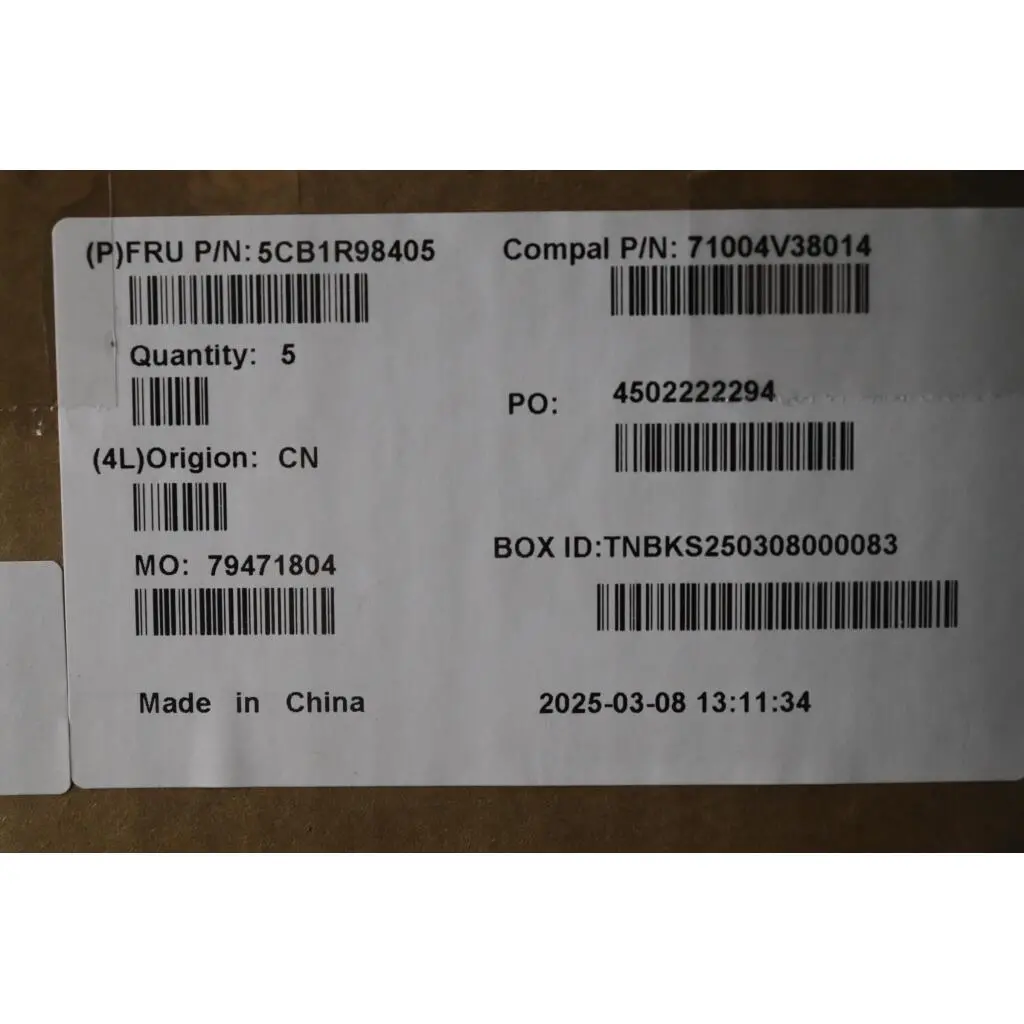 (P)FRU P/N: 5CB1R98405
Compal P/N: 71004V38014
Quantity: 5
PO: 4502222294
(4L)Origion: CN
BOX ID:TNBKS250308000083
MO: 79471804
Made in China
2025-03-08 13:11:34